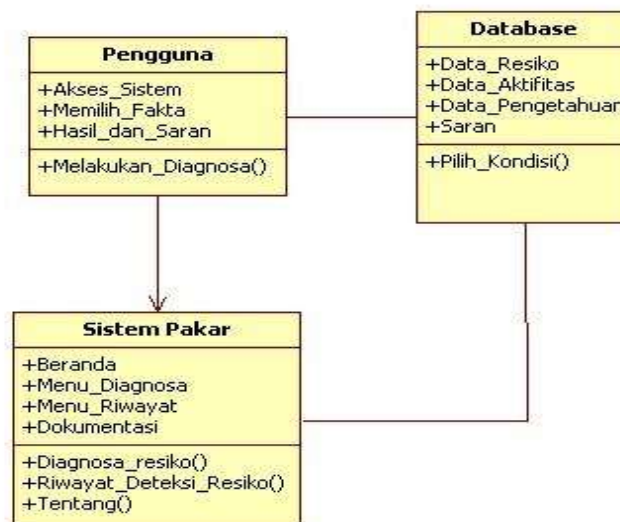 Pengguna
+Akses_Sistem
+Memilih_Fakta
+Hasil_dan_Saran
+Melakukan_Diagnosa()
Database
+Data_Resiko
+Data_Aktifitas
+Data_Pengetahuan
+Saran
+Pilih_Kondisi()
Sistem Pakar
+Beranda
+Menu_Diagnosa
+Menu_Riwayat
+Dokumentasi
+Diagnosa_resiko()
+Riwayat_Deteksi_Resiko()
+Tentang()